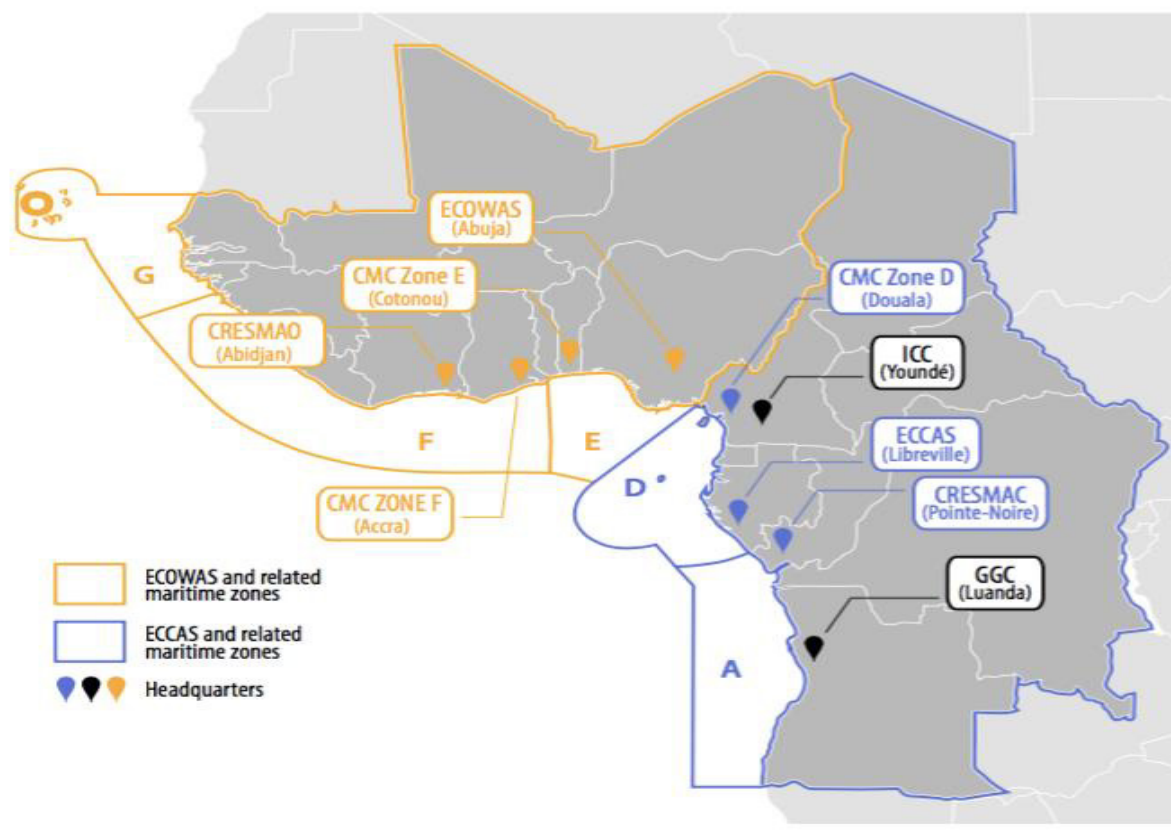 ECOWAS
(Abuja)
CMC Zone E
(Cotonou)
CMC Zone D
(Douala)
G
CRESMAO
(Abidjan)
ICC
(Youndé)
F
E
ECCAS
(Libreville)
D
CMC ZONE F
(Accra)
CRESMAC
(Pointe-Noire)
GGC
(Luanda)
A
ECOWAS and related
maritime zones
ECCAS and related
maritime zones
Headquarters